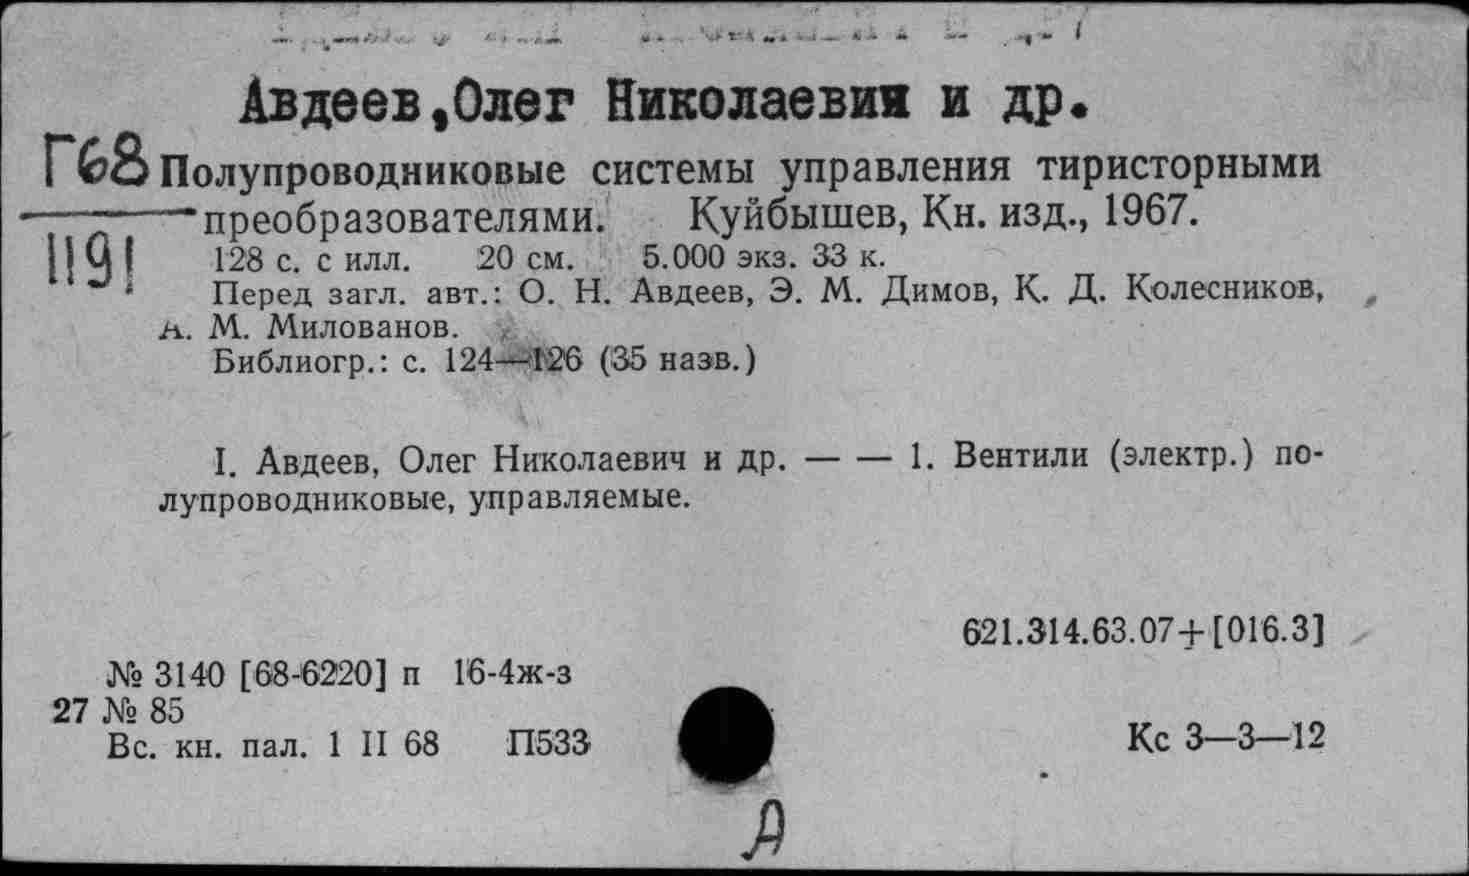 Авдеев,Олег Николаевич и др.
Г68 Полупроводниковые системы управления тиристорными
преобразователями. Куйбышев, Кн. изд., 1967.
1191 128 с. с илл. 20 см. 5.000 экз. 33 к.
Перед загл. авт.: О. Н. Авдеев, Э. М. Димов, К. Д. Колесников,
А. М. Милованов.
Библиогр.: с. 124—126 (35 назв.)
I. Авдеев, Олег Николаевич и др. — — 1. Вентили (электр.) по-
лупроводниковые, управляемые.
621.314.63.07+[016.3]
№ 3140 [68-6220] п 16-4ж-з
27 № 85
Вс. кн. пал. 1 II 68 П533
Кс 3—3—12
Д